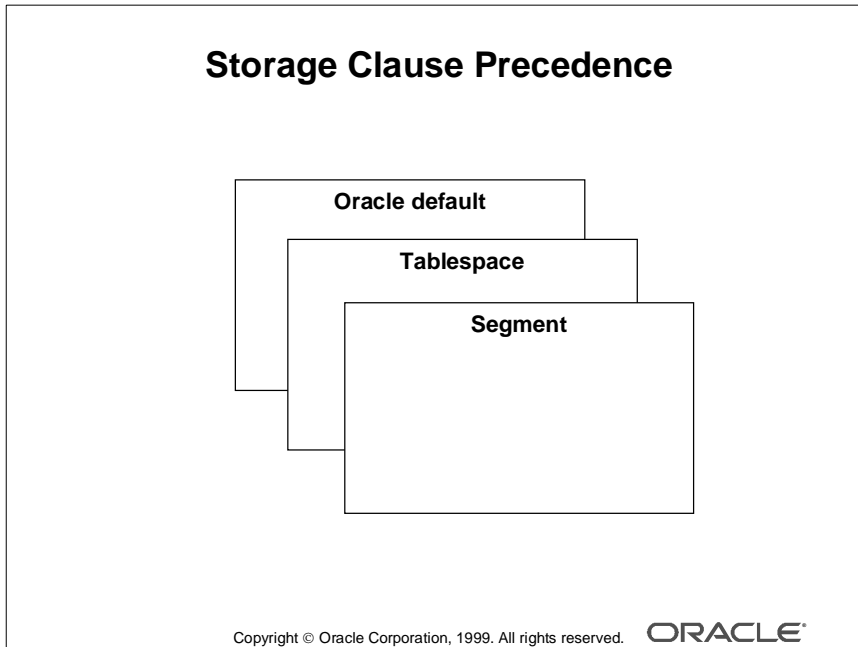 Storage Clause Precedence
Oracle default
Tablespace
Segment
Copyright © Oracle Corporation, 1999. All rights reserved. ORACLE®